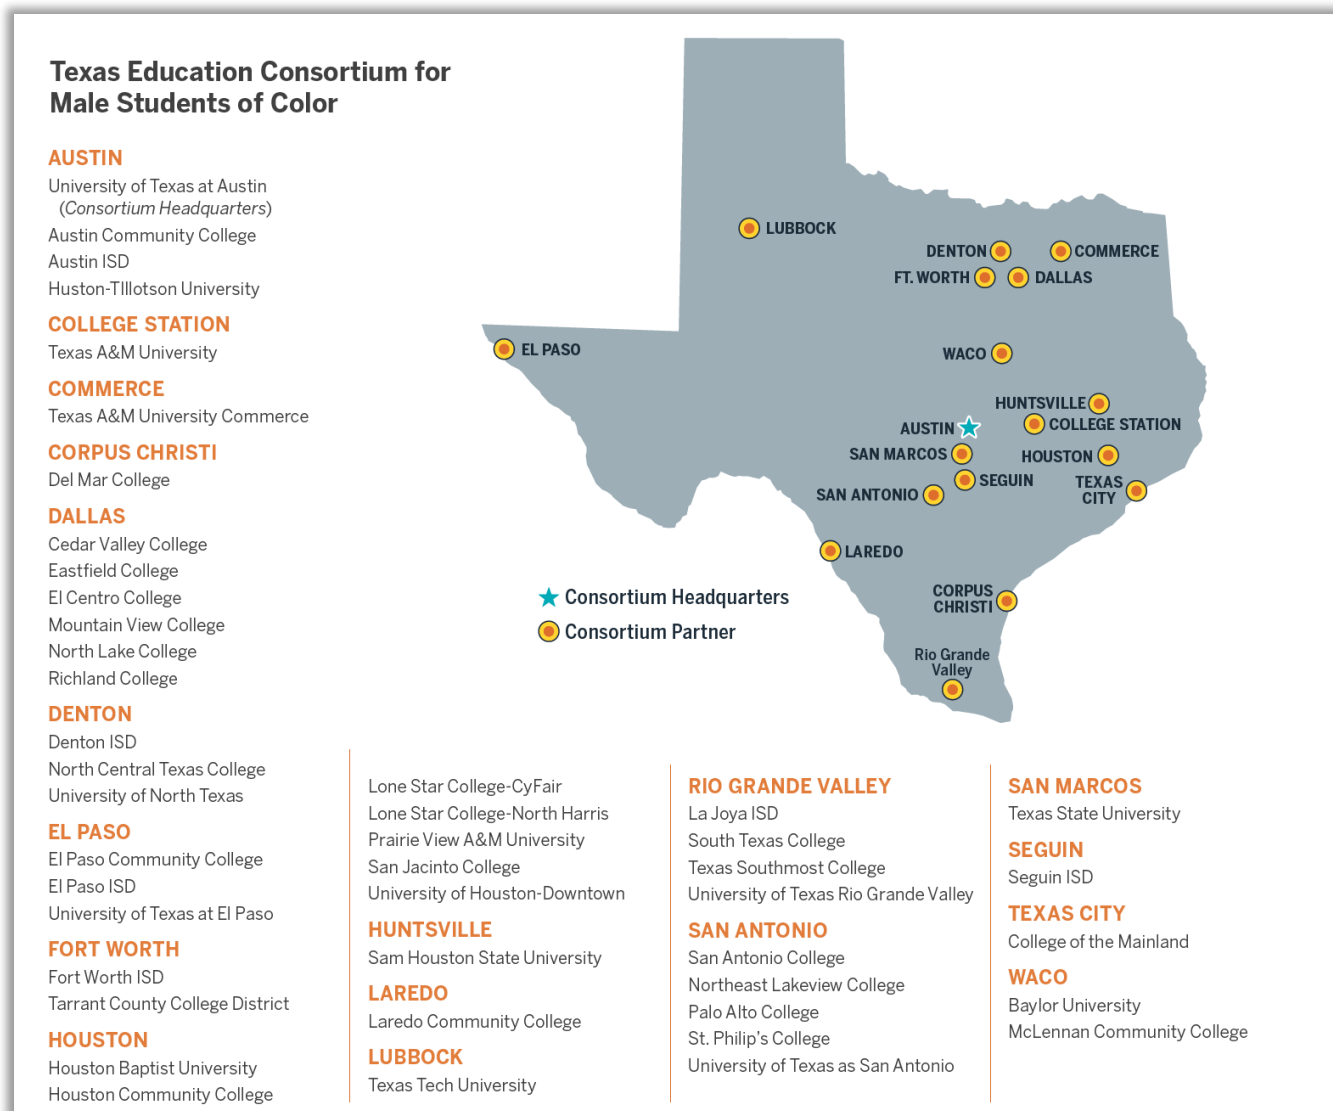 Texas Education Consortium for
Male Students of Color
AUSTIN
University of Texas at Austin
(Consortium Headquarters)
Austin Community College
Austin ISD
Huston-TIllotson University
COLLEGE STATION
Texas A&M University
COMMERCE
Texas A&M University Commerce
CORPUS CHRISTI
Del Mar College
DALLAS
Cedar Valley College
Eastfield College
El Centro College
Mountain View College
North Lake College
Richland College
DENTON
Denton ISD
North Central Texas College
University of North Texas
EL PASO
El Paso Community College
El Paso ISD
University of Texas at El Paso
FORT WORTH
Fort Worth ISD
Tarrant County College District
HOUSTON
Houston Baptist University
Houston Community College
Lone Star College-CyFair
Lone Star College-North Harris
Prairie View A&M University
San Jacinto College
University of Houston-Downtown
HUNTSVILLE
Sam Houston State University
LAREDO
Laredo Community College
LUBBOCK
Texas Tech University
RIO GRANDE VALLEY
La Joya ISD
South Texas College
Texas Southmost College
University of Texas Rio Grande Valley
SAN ANTONIO
San Antonio College
Northeast Lakeview College
Palo Alto College
St. Philip's College
University of Texas as San Antonio
SAN MARCOS
Texas State University
SEGUIN
Seguin ISD
TEXAS CITY
College of the Mainland
WACO
Baylor University
McLennan Community College
LUBBOCK
DENTON
COMMERCE
FT. WORTH
DALLAS
EL PASO
WACO
HUNTSVILLE
COLLEGE STATION
AUSTIN
SAN MARCOS
HOUSTON
SEGUIN
TEXAS
CITY
SAN ANTONIO
LAREDO
CORPUS
CHRISTI
Rio Grande
Valley
Consortium Headquarters
Consortium Partner